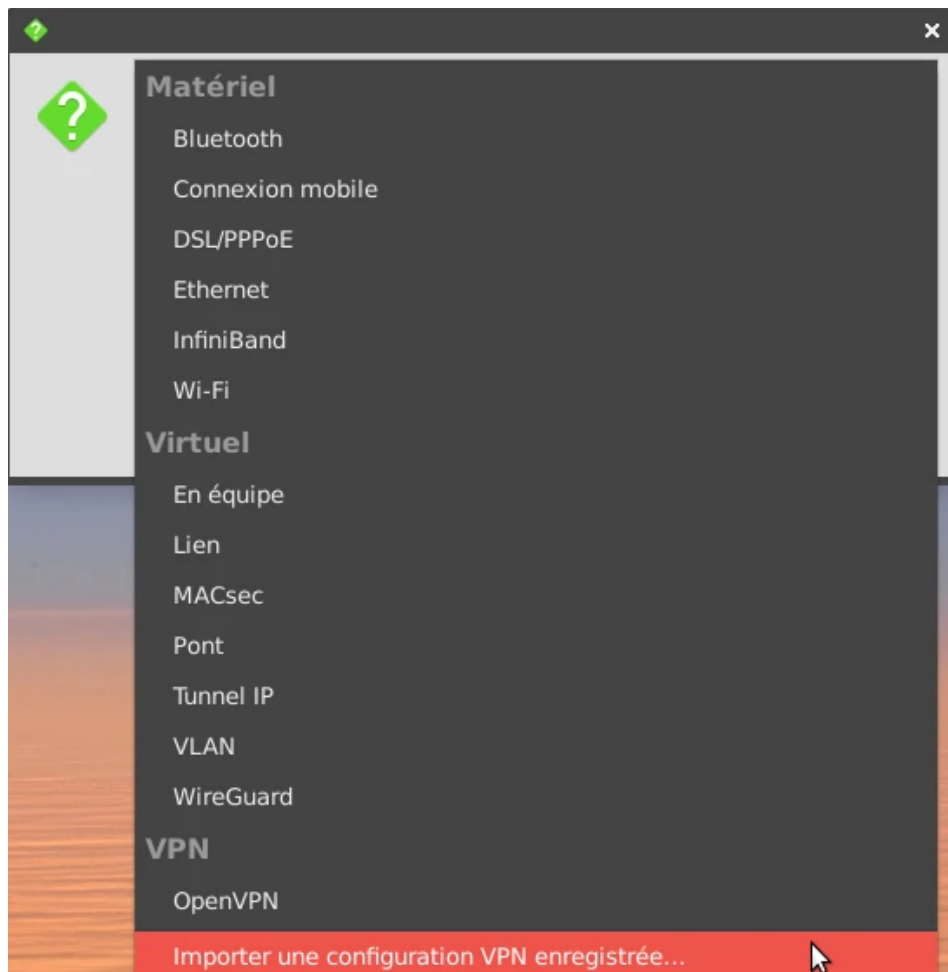 Matériel
Bluetooth
Connexion mobile
DSL/PPPoE
Ethernet
InfiniBand
Wi-Fi
Virtuel
En équipe
Lien
MACsec
Pont
Tunnel IP
VLAN
WireGuard
VPN
OpenVPN
Importer une configuration VPN enregistrée...